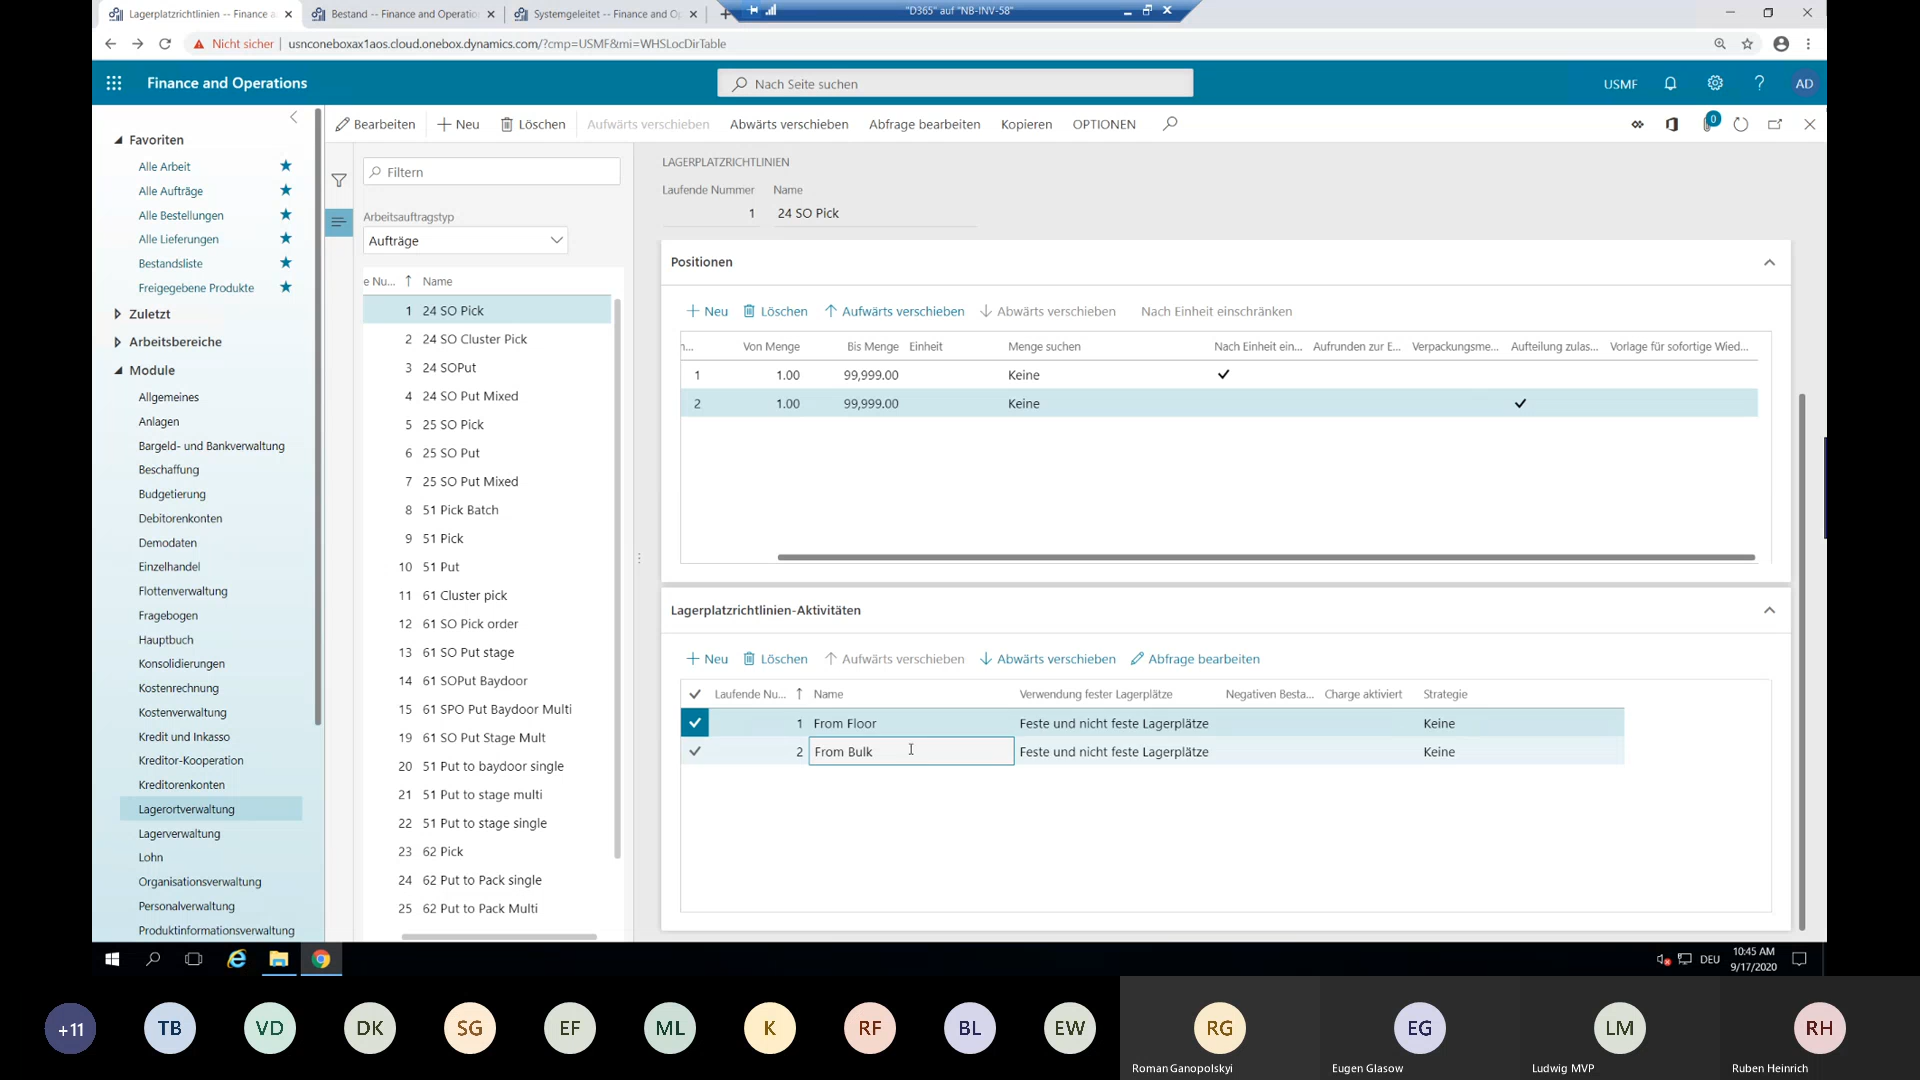 Lagerplatzrichtlinien -- Finance a
Bestand -- Finance and Operatio
Systemgeleitet -- Finance and O
"D365" auf "NB-INV-58"
Nicht sicher
usnconeboxax1aos.cloud.onebox.dynamics.com/?cmp=USMF&mi=WHSLocDirTable
Finance and Operations
Nach Seite suchen
USMF
AD
Bearbeiten
Neu
Löschen
Aufwärts verschieben
Abwärts verschieben
Abfrage bearbeiten
Kopieren
OPTIONEN
0
Favoriten
Alle Arbeit
Alle Aufträge
Alle Bestellungen
Alle Lieferungen
Bestandsliste
Freigegebene Produkte
Zuletzt
Arbeitsbereiche
Module
Allgemeines
Anlagen
Bargeld- und Bankverwaltung
Beschaffung
Budgetierung
Debitorenkonten
Demodaten
Einzelhandel
Flottenverwaltung
Fragebogen
Hauptbuch
Konsolidierungen
Kostenrechnung
Kostenverwaltung
Kredit und Inkasso
Kreditor-Kooperation
Kreditorenkonten
Lagerortverwaltung
Lagerverwaltung
Lohn
Organisationsverwaltung
Personalverwaltung
Produktinformationsverwaltung
Filtern
Arbeitsauftragstyp
Aufträge
e Nu... Name
1 24 SO Pick
2 24 SO Cluster Pick
3 24 SOPut
4 24 SO Put Mixed
5 25 SO Pick
6 25 SO Put
7 25 SO Put Mixed
8 51 Pick Batch
9 51 Pick
10 51 Put
11 61 Cluster pick
12 61 SO Pick order
13 61 SO Put stage
14 61 SOPut Baydoor
15 61 SPO Put Baydoor Multi
19 61 SO Put Stage Mult
20 51 Put to baydoor single
21 51 Put to stage multi
22 51 Put to stage single
23 62 Pick
24 62 Put to Pack single
25 62 Put to Pack Multi
LAGERPLATZRICHTLINIEN
Laufende Nummer Name
1 24 SO Pick
Positionen
Neu Löschen Aufwärts verschieben Abwärts verschieben Nach Einheit einschränken
n... Von Menge Bis Menge Einheit Menge suchen Nach Einheit ein... Aufrunden zur E... Verpackungsme... Aufteilung zulas... Vorlage für sofortige Wied...
1 1.00 99,999.00 Keine
2 1.00 99,999.00 Keine
Lagerplatzrichtlinien-Aktivitäten
Neu Löschen Aufwärts verschieben Abwärts verschieben Abfrage bearbeiten
Laufende Nu... Name Verwendung fester Lagerplätze Negativen Besta... Charge aktiviert Strategie
1 From Floor Feste und nicht feste Lagerplätze Keine
2 From Bulk Feste und nicht feste Lagerplätze Keine
DEU
10:45 AM
9/17/2020
+11 TB VD DK SG EF ML K RF BL EW RG EG LM RH
Roman Ganopolskyi Eugen Glasow Ludwig MVP Ruben Heinrich